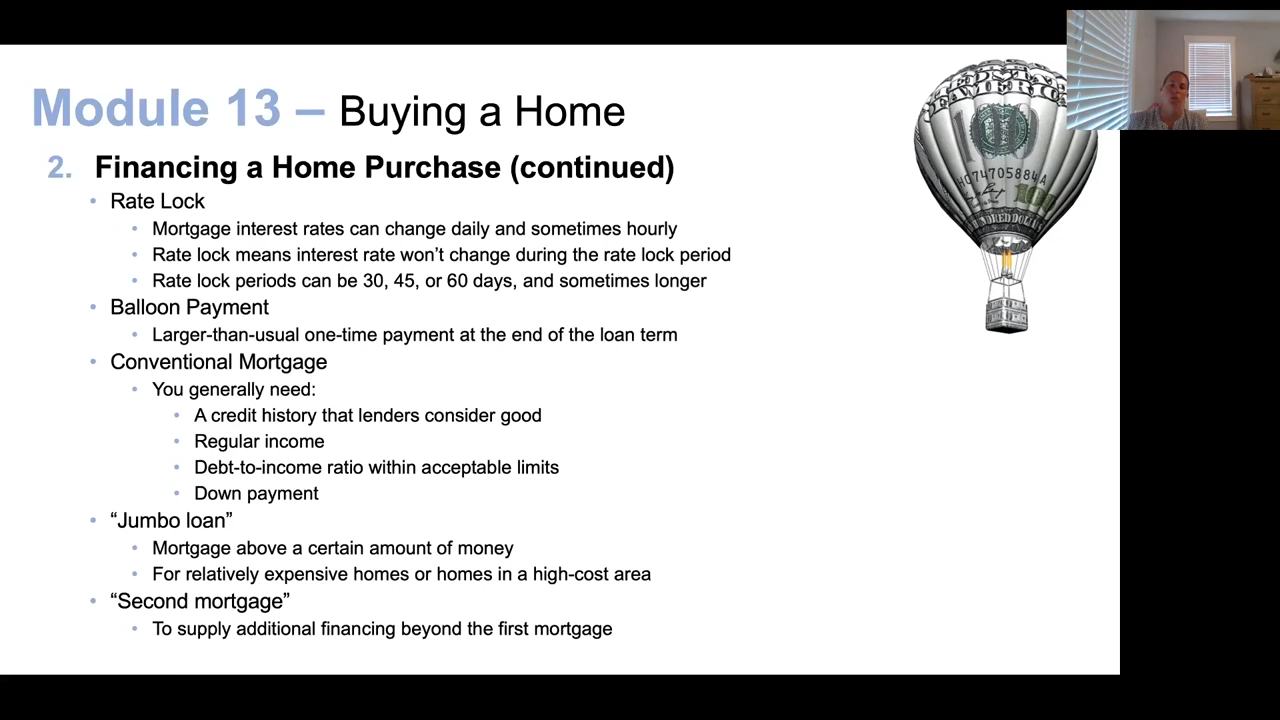 Module 13 – Buying a Home
2. Financing a Home Purchase (continued)
• Rate Lock
• Mortgage interest rates can change daily and sometimes hourly
• Rate lock means interest rate won’t change during the rate lock period
• Rate lock periods can be 30, 45, or 60 days, and sometimes longer
• Balloon Payment
• Larger-than-usual one-time payment at the end of the loan term
• Conventional Mortgage
• You generally need:
• A credit history that lenders consider good
• Regular income
• Debt-to-income ratio within acceptable limits
• Down payment
• “Jumbo loan”
• Mortgage above a certain amount of money
• For relatively expensive homes or homes in a high-cost area
• “Second mortgage”
• To supply additional financing beyond the first mortgage
100
100